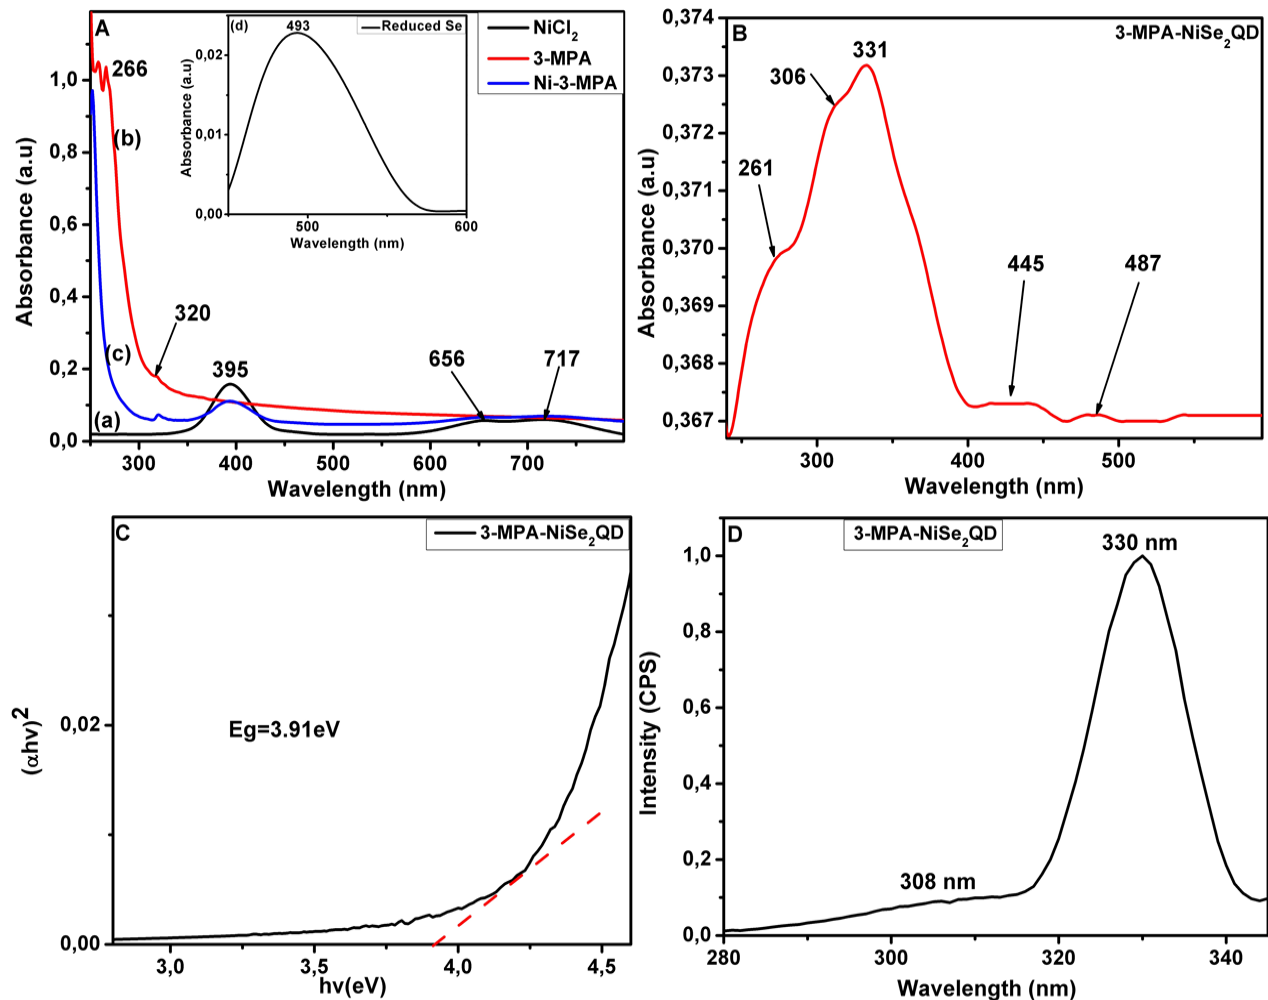 A
266
(b)
(c)
(a)
320
395
656
717
NiCl2
3-MPA
Ni-3-MPA
1,0
0,8
0,6
0,4
0,2
0,0
Absorbance (a.u)
300 400 500 600 700
Wavelength (nm)
(d)
493
Reduced Se
0,02
0,01
0,00
Absorbance (a.u)
500 600
Wavelength (nm)
B
3-MPA-NiSe2QD
331
306
261
445
487
0,374
0,373
0,372
0,371
0,370
0,369
0,368
0,367
Absorbance (a.u)
300 400 500
Wavelength (nm)
C
3-MPA-NiSe2QD
Eg=3.91eV
0,02
0,00
(αhv)2
3,0 3,5 4,0 4,5
hv(eV)
D
3-MPA-NiSe2QD
330 nm
308 nm
1,0
0,8
0,6
0,4
0,2
0,0
Intensity (CPS)
280 300 320 340
Wavelength (nm)